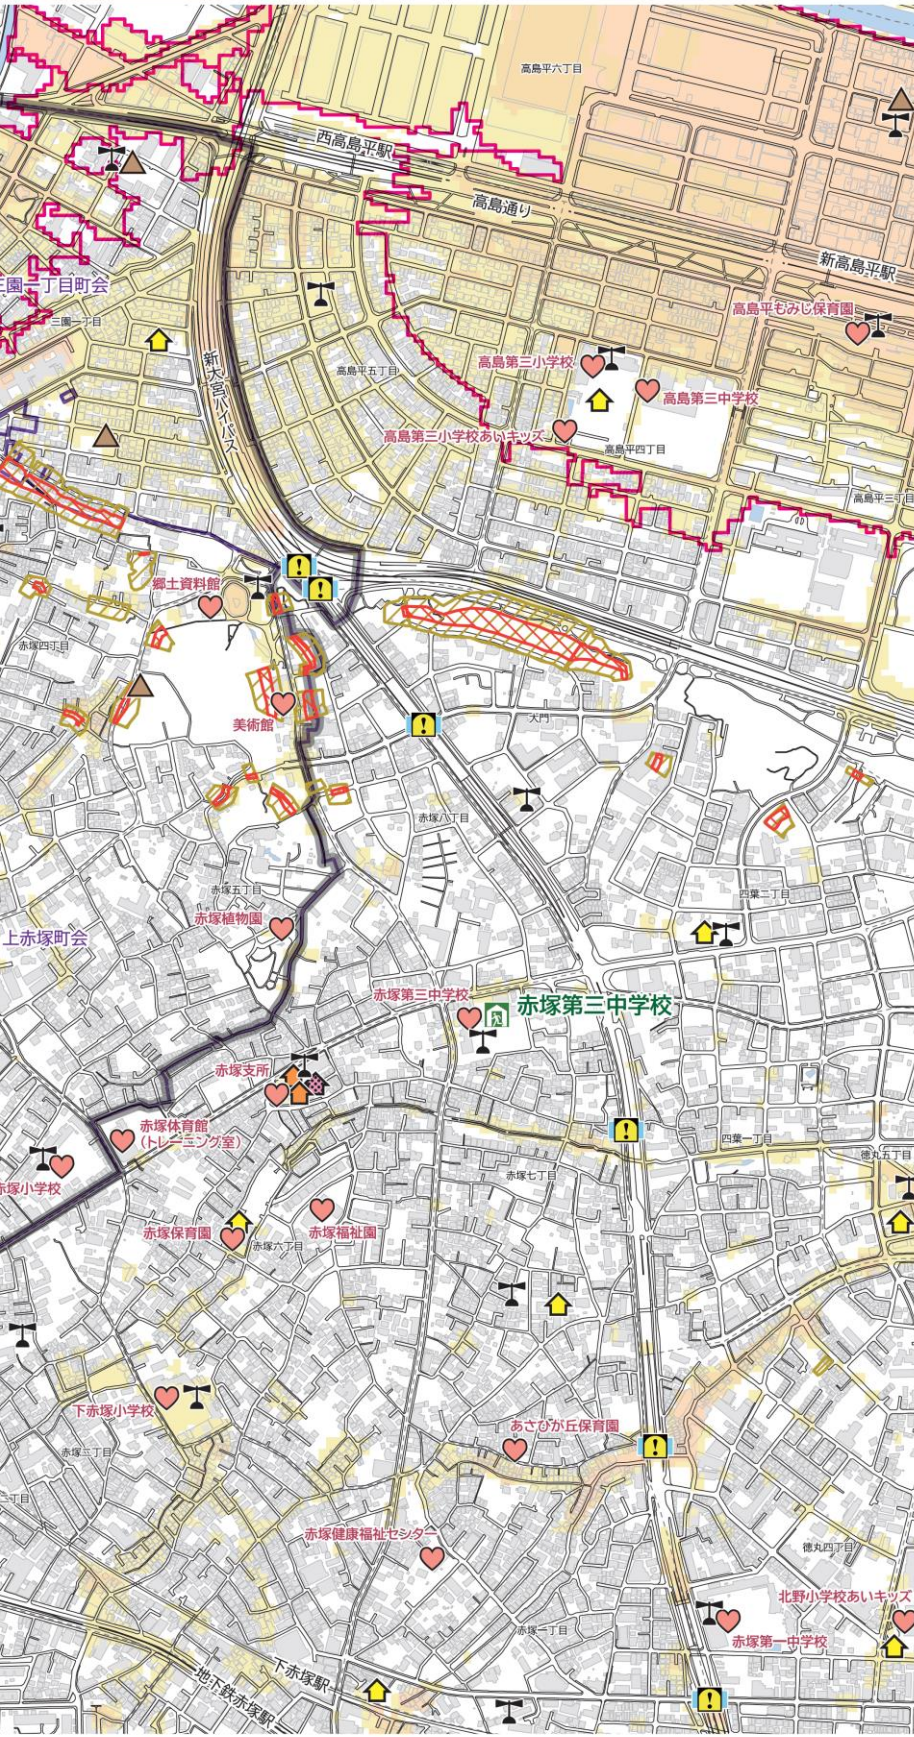 高島平六丁目
西高島平駅
高島通り
新高島平駅
三園一丁目町会
三園一丁目
高島平もみじ保育園
新大宮バイパス
高島平五丁目
高島第三小学校
高島第三中学校
高島第三小学校あいキッズ
高島平四丁目
高島平三丁目
郷土資料館
赤塚四丁目
美術館
大門
赤塚八丁目
赤塚五丁目
四葉二丁目
赤塚植物園
上赤塚町会
赤塚第三中学校
赤塚第三中学校
赤塚支所
赤塚体育館
(トレーニング室)
四葉一丁目
徳丸五丁目
赤塚七丁目
赤塚小学校
赤塚保育園
赤塚六丁目
赤塚福祉園
下赤塚小学校
あさひが丘保育園
赤塚二丁目
二丁目
赤塚健康福祉センター
徳丸四丁目
北野小学校あいキッズ
赤塚一丁目
赤塚第一中学校
下赤塚駅
地下鉄赤塚駅